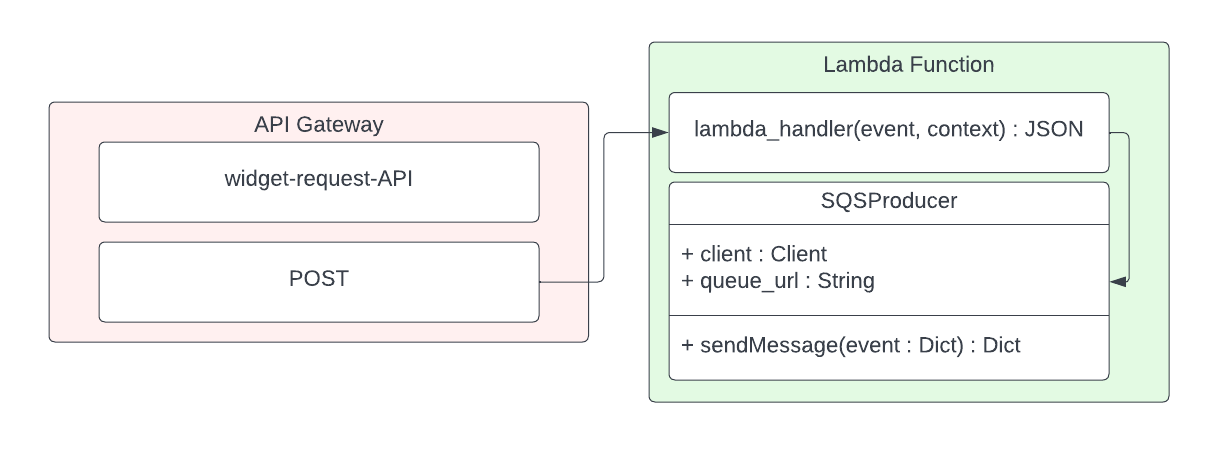 API Gateway
widget-request-API
POST
Lambda Function
lambda_handler(event, context) : JSON
SQSProducer
+ client : Client
+ queue_url : String
+ sendMessage(event : Dict) : Dict